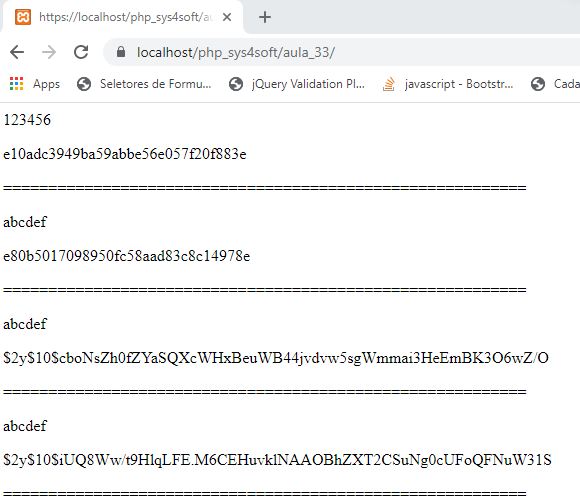 https://localhost/php_sys4soft/au
localhost/php_sys4soft/aula_33/
Apps Seletores de Formu... jQuery Validation Pl... javascript - Bootstr... Cada
123456
e10adc3949ba59abbe56e057f20f883e
==========================================================
abcdef
e80b5017098950fc58aad83c8c14978e
==========================================================
abcdef
$2y$10$cboNsZh0fZYaSQXcWHxBeuWB44jvdvw5sgWmmai3HeEmBK3O6wZ/O
==========================================================
abcdef
$2y$10$iUQ8Ww/t9HlqLFE.M6CEHuvklNAAOBhZXT2CSuNg0cUFoQFNuW31S
==========================================================